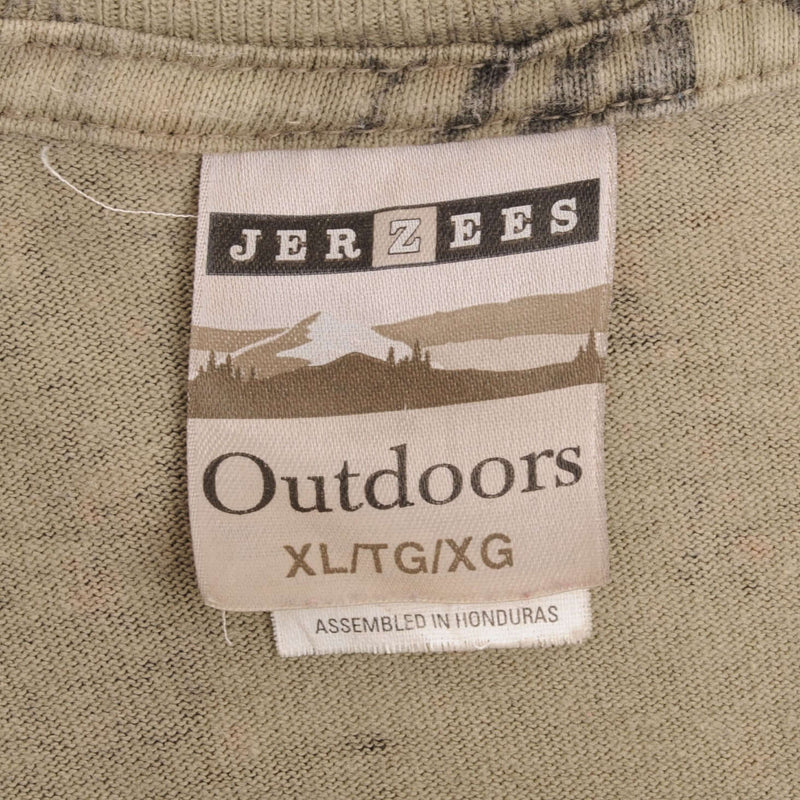 JERZEES
Outdoors
XL/TG/XG
ASSEMBLED IN HONDURAS